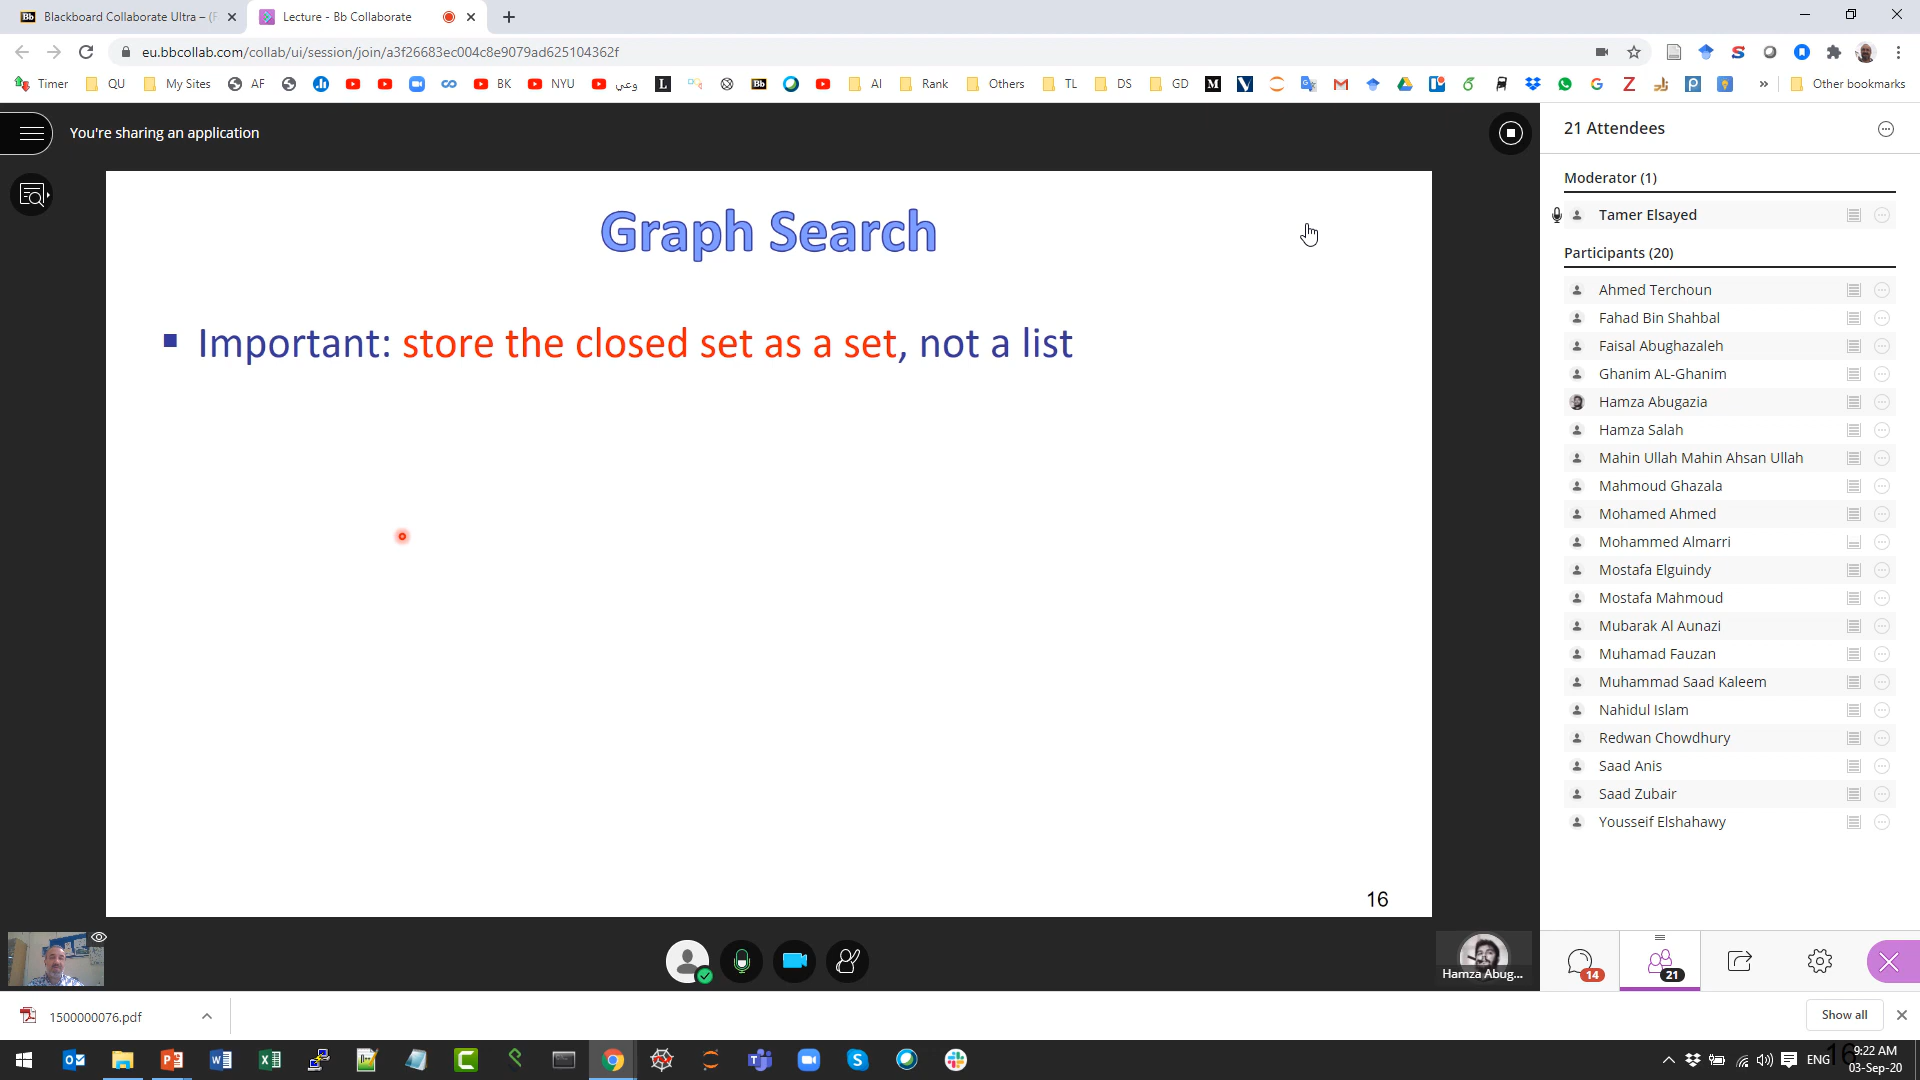 Blackboard Collaborate Ultra – (F
Lecture - Bb Collaborate
eu.bbcollab.com/collab/ui/session/join/a3f26683ec004c8e9079ad625104362f
Timer QU My Sites AF BK NYU وعي AI Rank Others TL DS GD » Other bookmarks
You're sharing an application
Graph Search
Important: store the closed set as a set, not a list
16
21 Attendees
Moderator (1)
Tamer Elsayed
Participants (20)
Ahmed Terchoun
Fahad Bin Shahbal
Faisal Abughazaleh
Ghanim AL-Ghanim
Hamza Abugazia
Hamza Salah
Mahin Ullah Mahin Ahsan Ullah
Mahmoud Ghazala
Mohamed Ahmed
Mohammed Almarri
Mostafa Elguindy
Mostafa Mahmoud
Mubarak Al Aunazi
Muhamad Fauzan
Muhammad Saad Kaleem
Nahidul Islam
Redwan Chowdhury
Saad Anis
Saad Zubair
Yousseif Elshahawy
Hamza Abug...
14
21
1500000076.pdf
Show all
ENG
16
9:22 AM
03-Sep-20